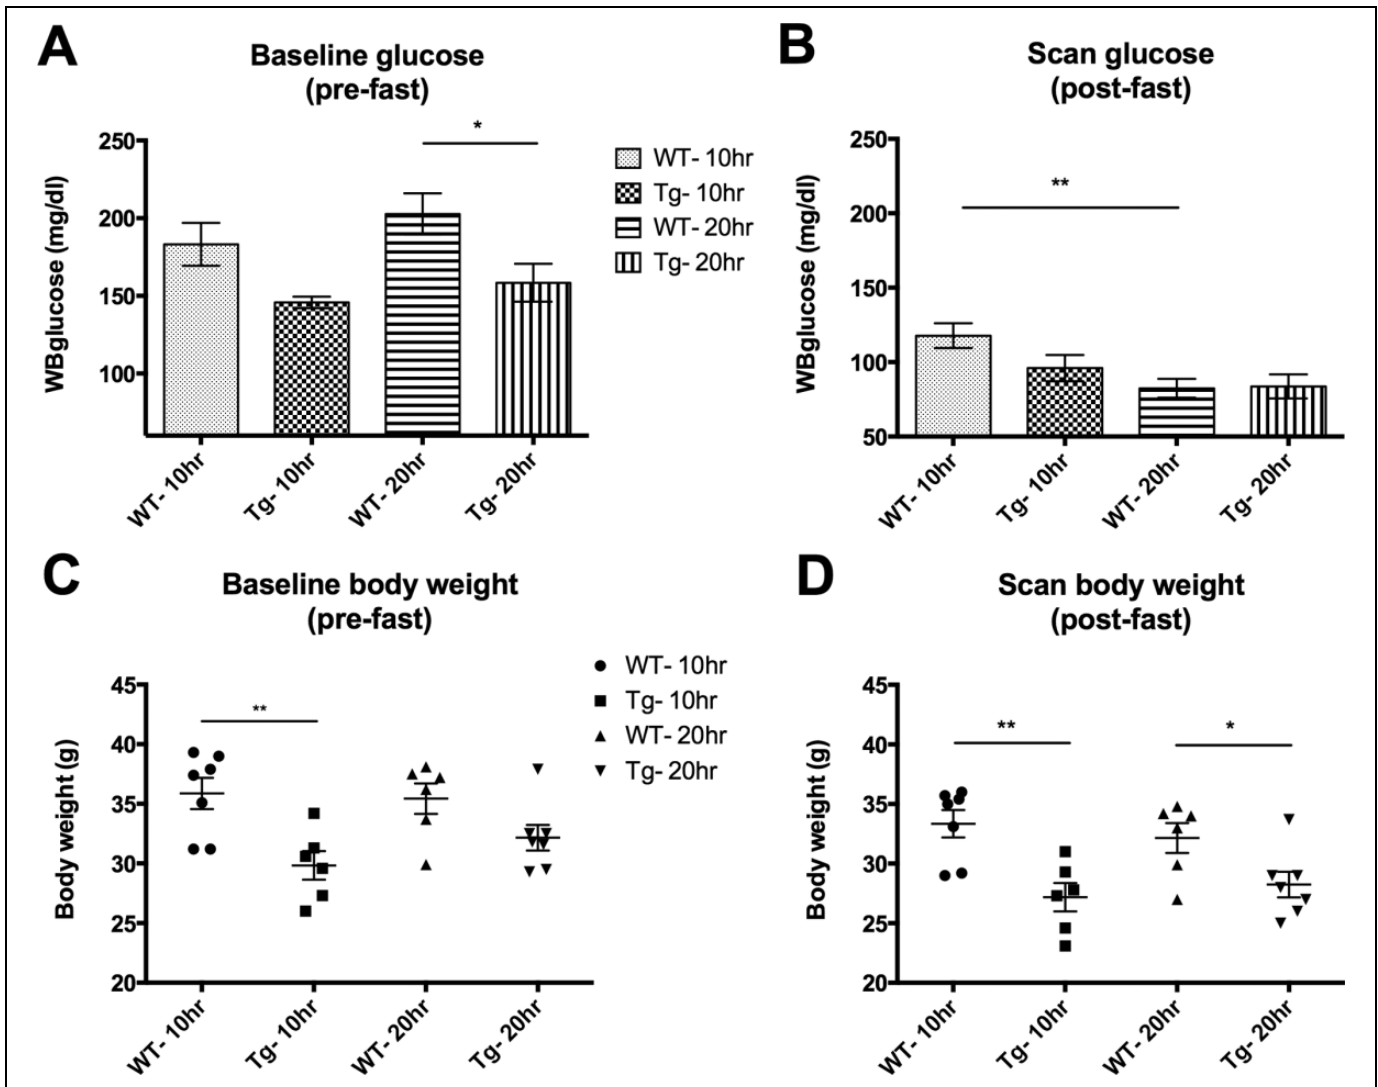 A
Baseline glucose
(pre-fast)
WBglucose (mg/dl)
250
200
150
100
*
WT- 10hr
Tg- 10hr
WT- 20hr
Tg- 20hr
WT- 10hr
Tg- 10hr
WT- 20hr
Tg- 20hr
B
Scan glucose
(post-fast)
WBglucose (mg/dl)
250
200
150
100
50
**
WT- 10hr
Tg- 10hr
WT- 20hr
Tg- 20hr
C
Baseline body weight
(pre-fast)
Body weight (g)
45
40
35
30
25
20
**
WT- 10hr
Tg- 10hr
WT- 20hr
Tg- 20hr
WT- 10hr
Tg- 10hr
WT- 20hr
Tg- 20hr
D
Scan body weight
(post-fast)
Body weight (g)
45
40
35
30
25
20
**
*
WT- 10hr
Tg- 10hr
WT- 20hr
Tg- 20hr